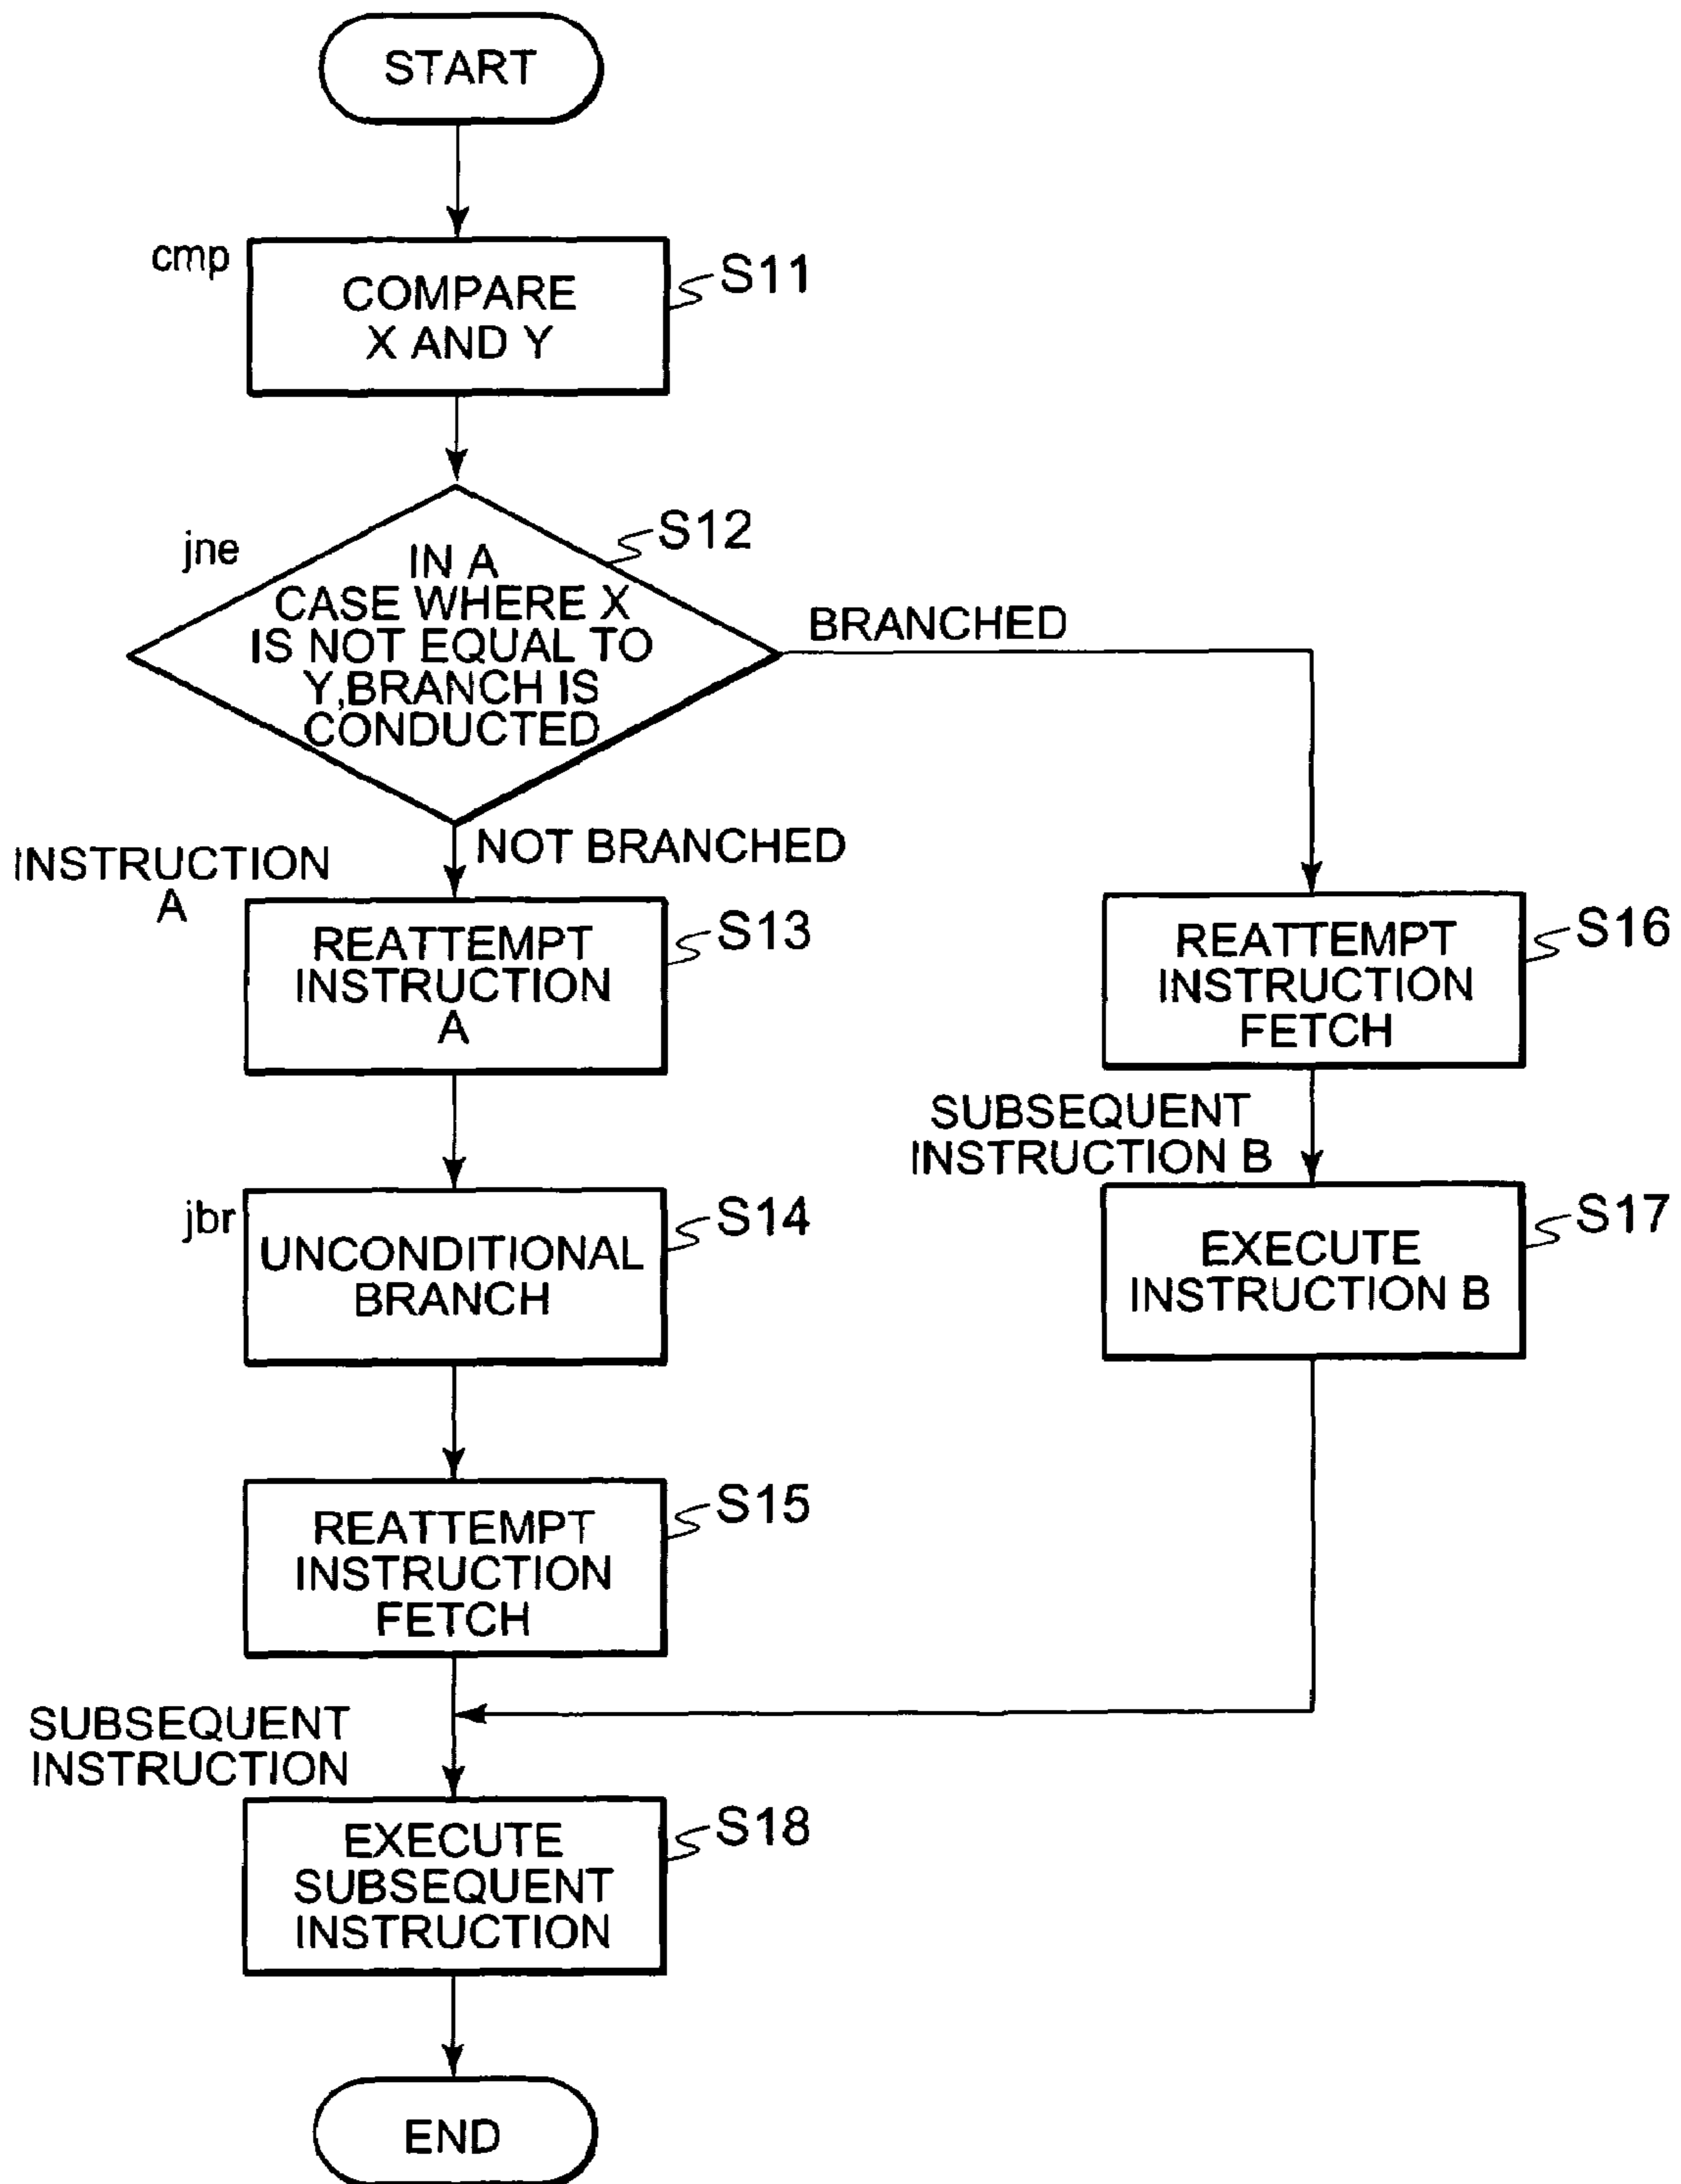 START
cmp
COMPARE
X AND Y
S11
jne
IN A
CASE WHERE X
IS NOT EQUAL TO
Y,BRANCH IS
CONDUCTED
S12
BRANCHED
NOT BRANCHED
INSTRUCTION
A
REATTEMPT
INSTRUCTION
A
S13
REATTEMPT
INSTRUCTION
FETCH
S16
SUBSEQUENT
INSTRUCTION B
jbr
UNCONDITIONAL
BRANCH
S14
EXECUTE
INSTRUCTION B
S17
REATTEMPT
INSTRUCTION
FETCH
S15
SUBSEQUENT
INSTRUCTION
EXECUTE
SUBSEQUENT
INSTRUCTION
S18
END